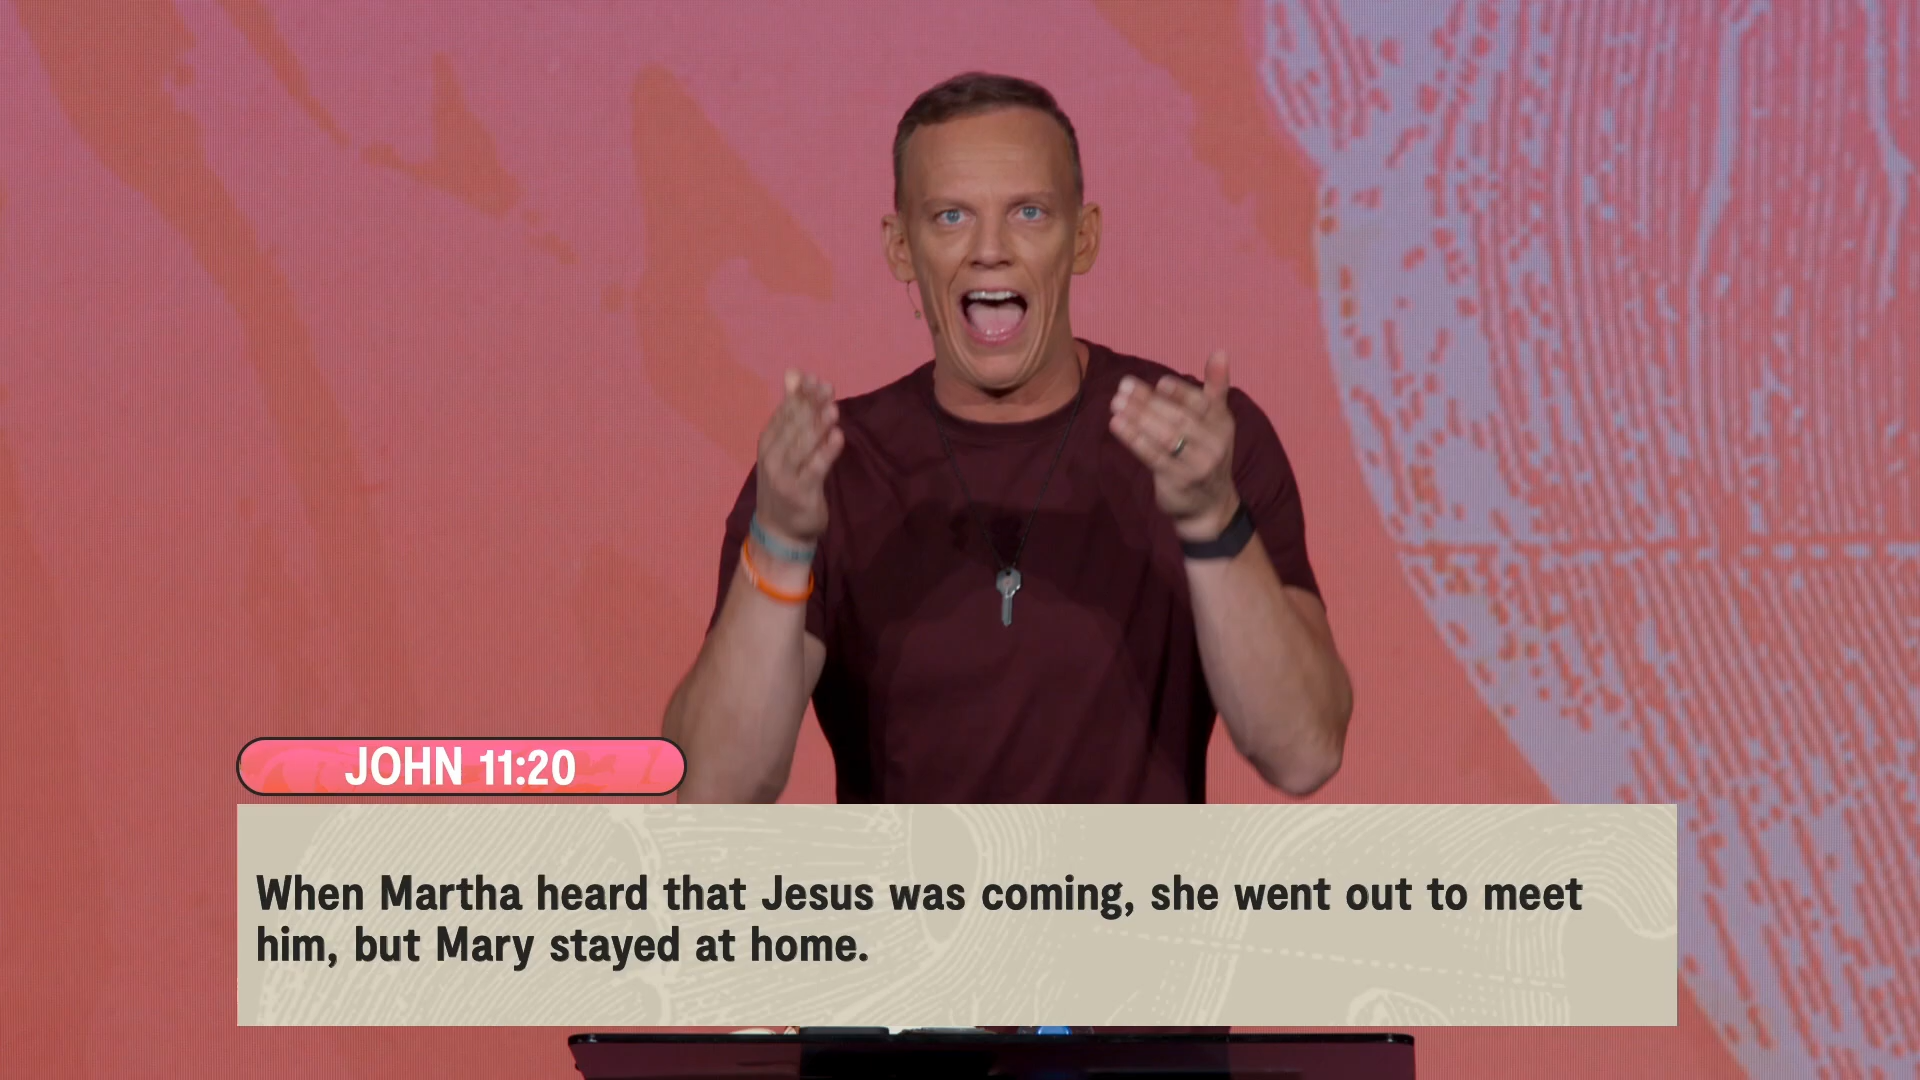 JOHN 11:20
When Martha heard that Jesus was coming, she went out to meet
him, but Mary stayed at home.